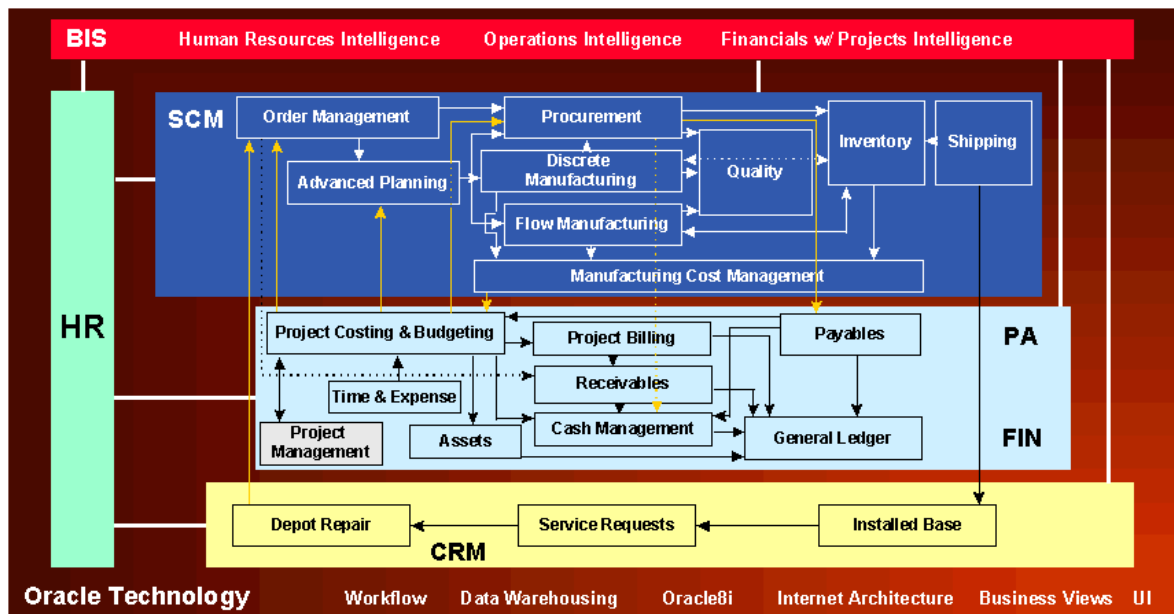 BIS Human Resources Intelligence Operations Intelligence Financials w/ Projects Intelligence
SCM
Order Management
Procurement
Inventory
Shipping
Advanced Planning
Discrete
Manufacturing
Quality
Flow Manufacturing
Manufacturing Cost Management
HR
Project Costing & Budgeting
Project Billing
Payables
PA
Receivables
Time & Expense
Project
Management
Assets
Cash Management
General Ledger
FIN
Depot Repair
Service Requests
Installed Base
CRM
Oracle Technology Workflow Data Warehousing Oracle8i Internet Architecture Business Views UI